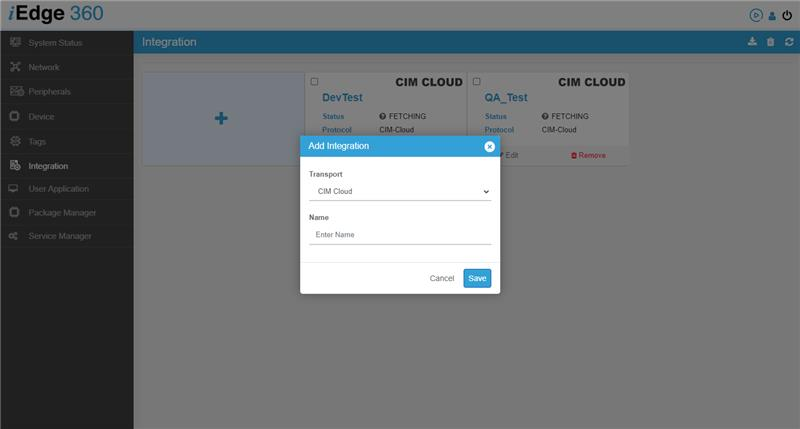 iEdge 360
System Status
Integration
Network
Peripherals
Device
Tags
Integration
User Application
Package Manager
Service Manager
CIM CLOUD
DevTest
Status FETCHING
Protocol CIM-Cloud
CIM CLOUD
QA_Test
Status FETCHING
Protocol CIM-Cloud
Edit Remove
Add Integration
Transport
CIM Cloud
Name
Enter Name
Cancel Save